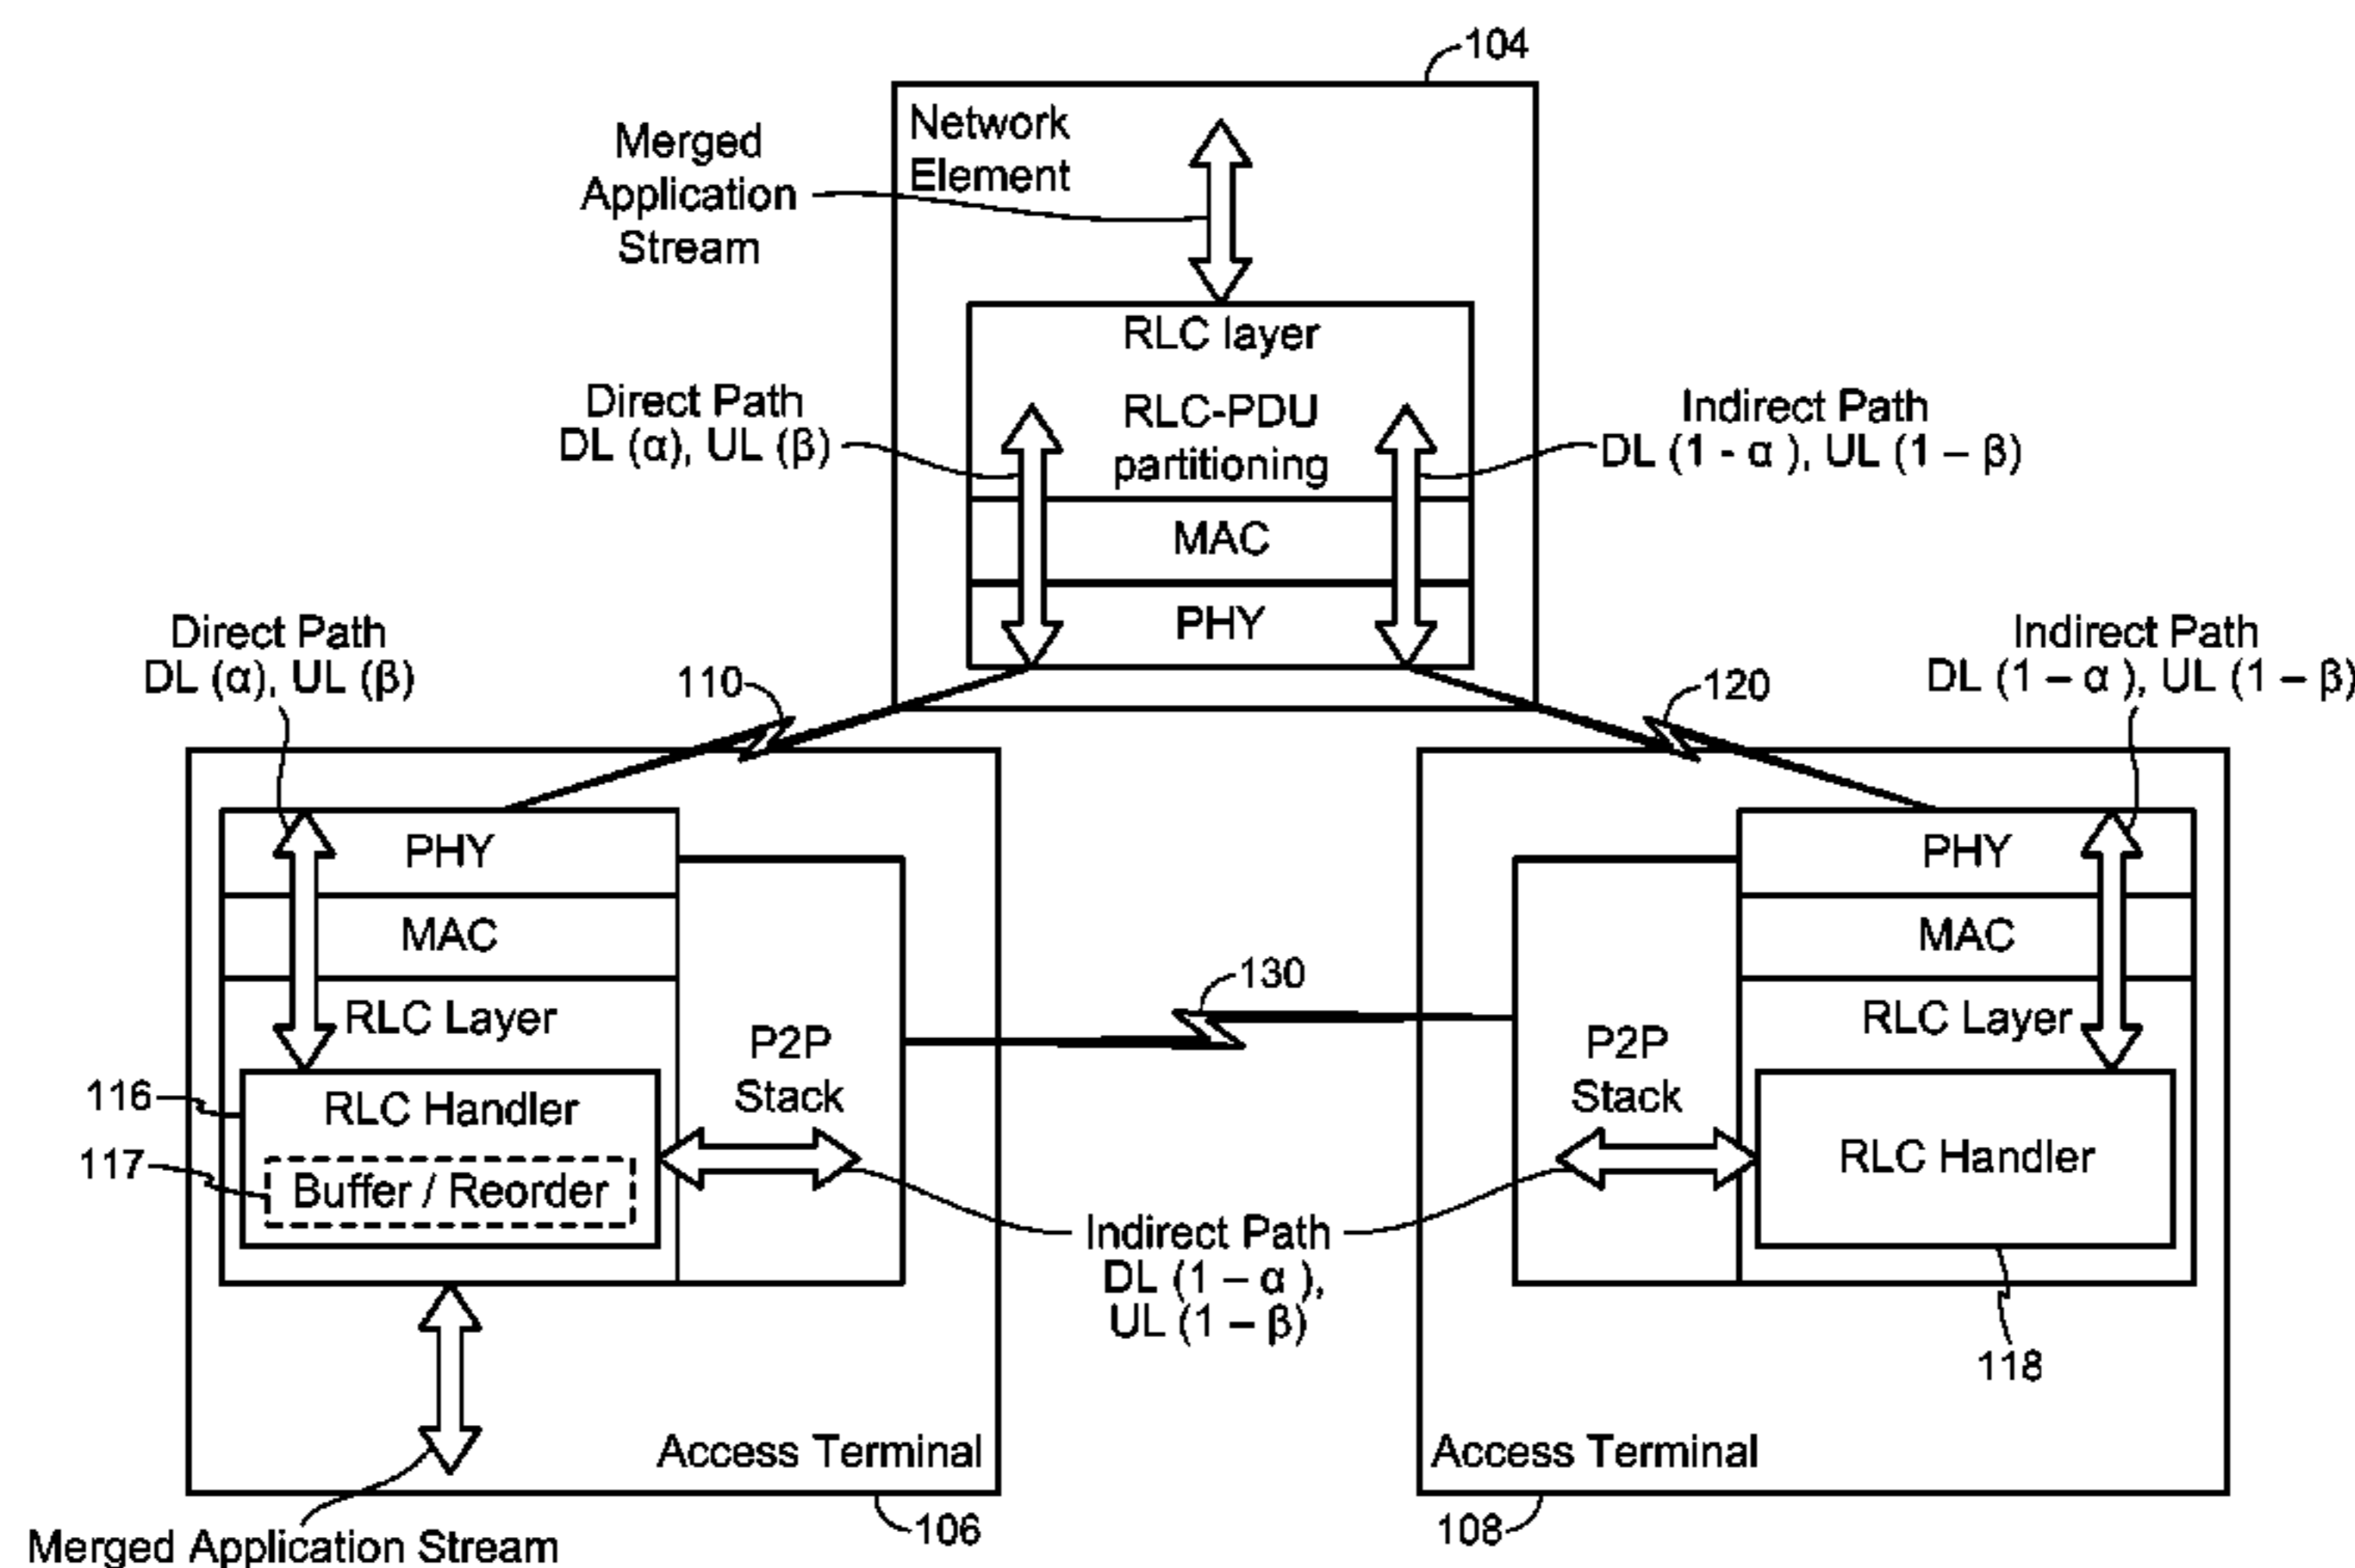 104
Network
Element
Merged
Application
Stream
RLC layer
RLC-PDU
partitioning
MAC
PHY
Direct Path
DL (α), UL (β)
Indirect Path
DL (1 - α ), UL (1 – β)
Direct Path
DL (α), UL (β)
110
120
Indirect Path
DL (1 – α ), UL (1 – β)
PHY
MAC
RLC Layer
116
RLC Handler
117
Buffer / Reorder
P2P
Stack
130
P2P
Stack
PHY
MAC
RLC Layer
RLC Handler
Indirect Path
DL (1 – α ),
UL (1 – β)
118
Access Terminal
Access Terminal
106
108
Merged Application Stream